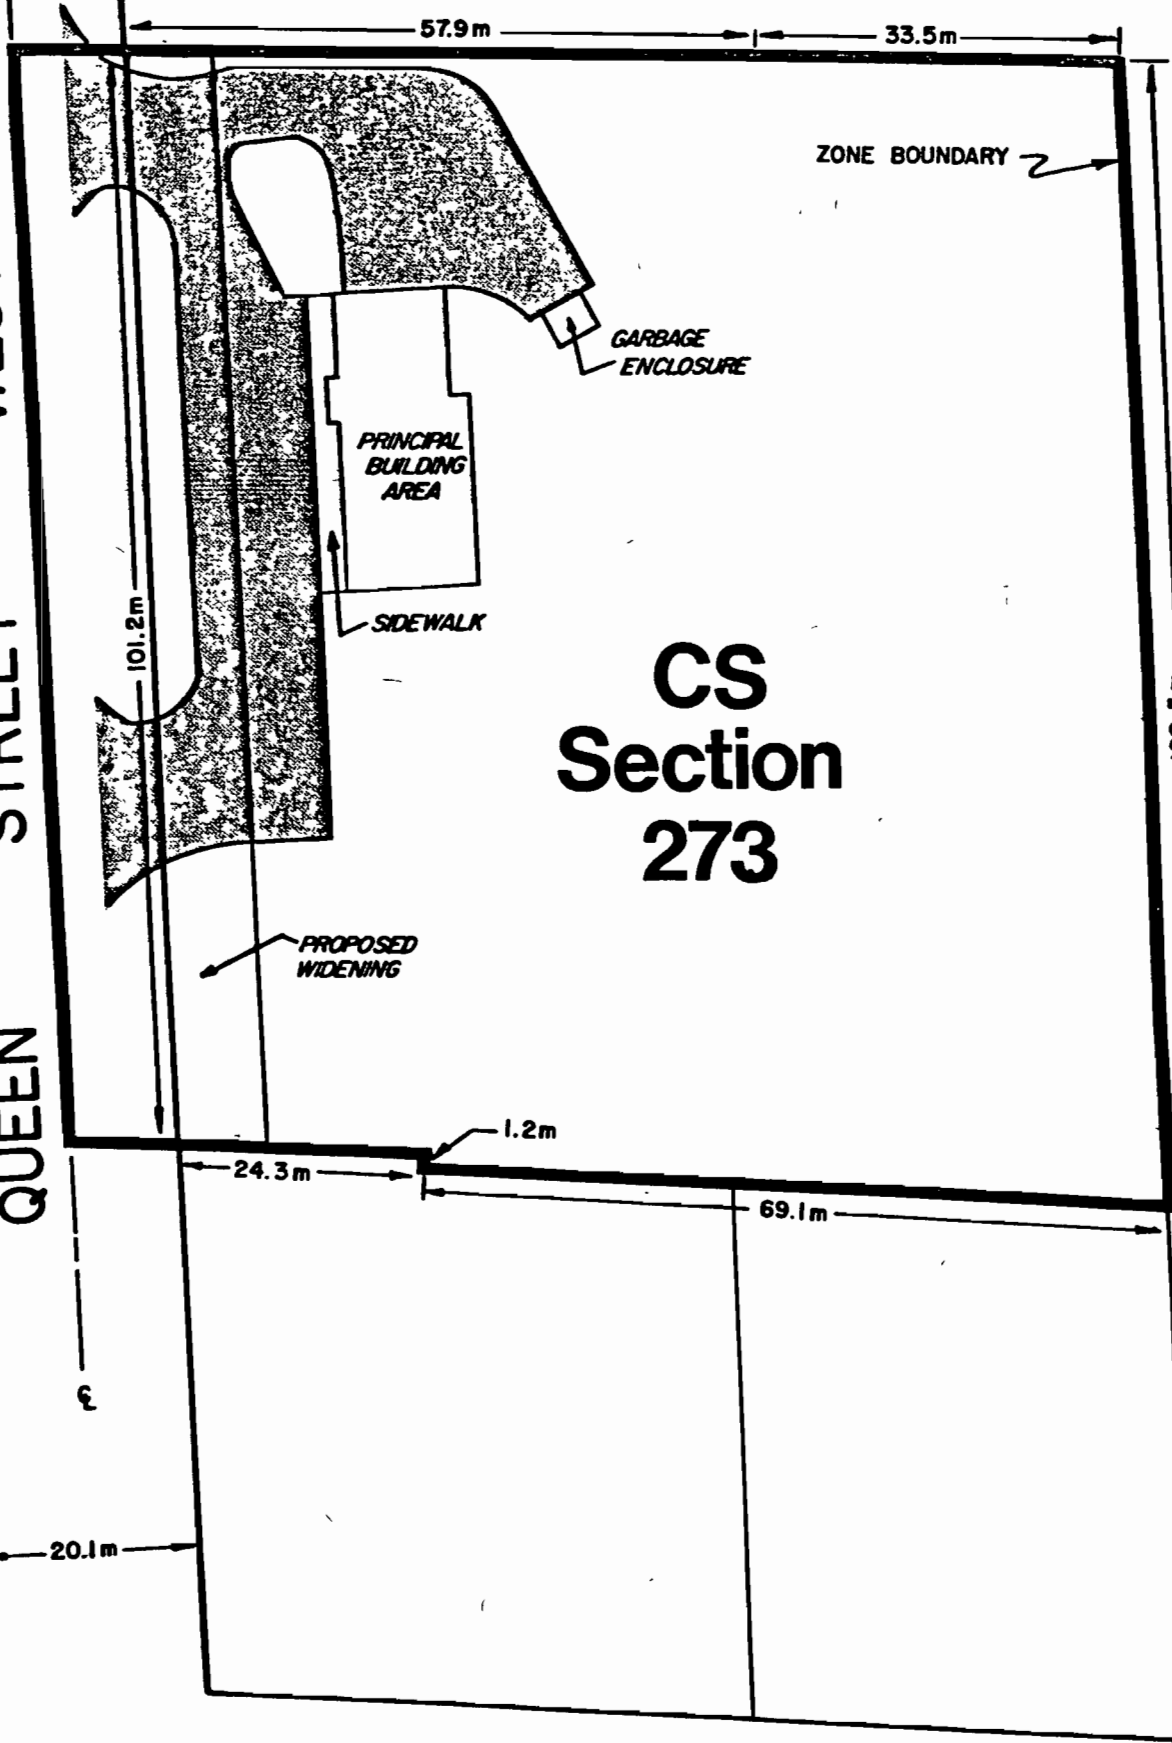 57.9m
33.5m
ZONE BOUNDARY
GARBAGE
ENCLOSURE
PRINCIPAL
BUILDING
AREA
101.2m
SIDEWALK
CS
Section
273
QUEEN STREET
PROPOSED
WIDENING
1.2m
24.3m
69.1m
℄
20.1m